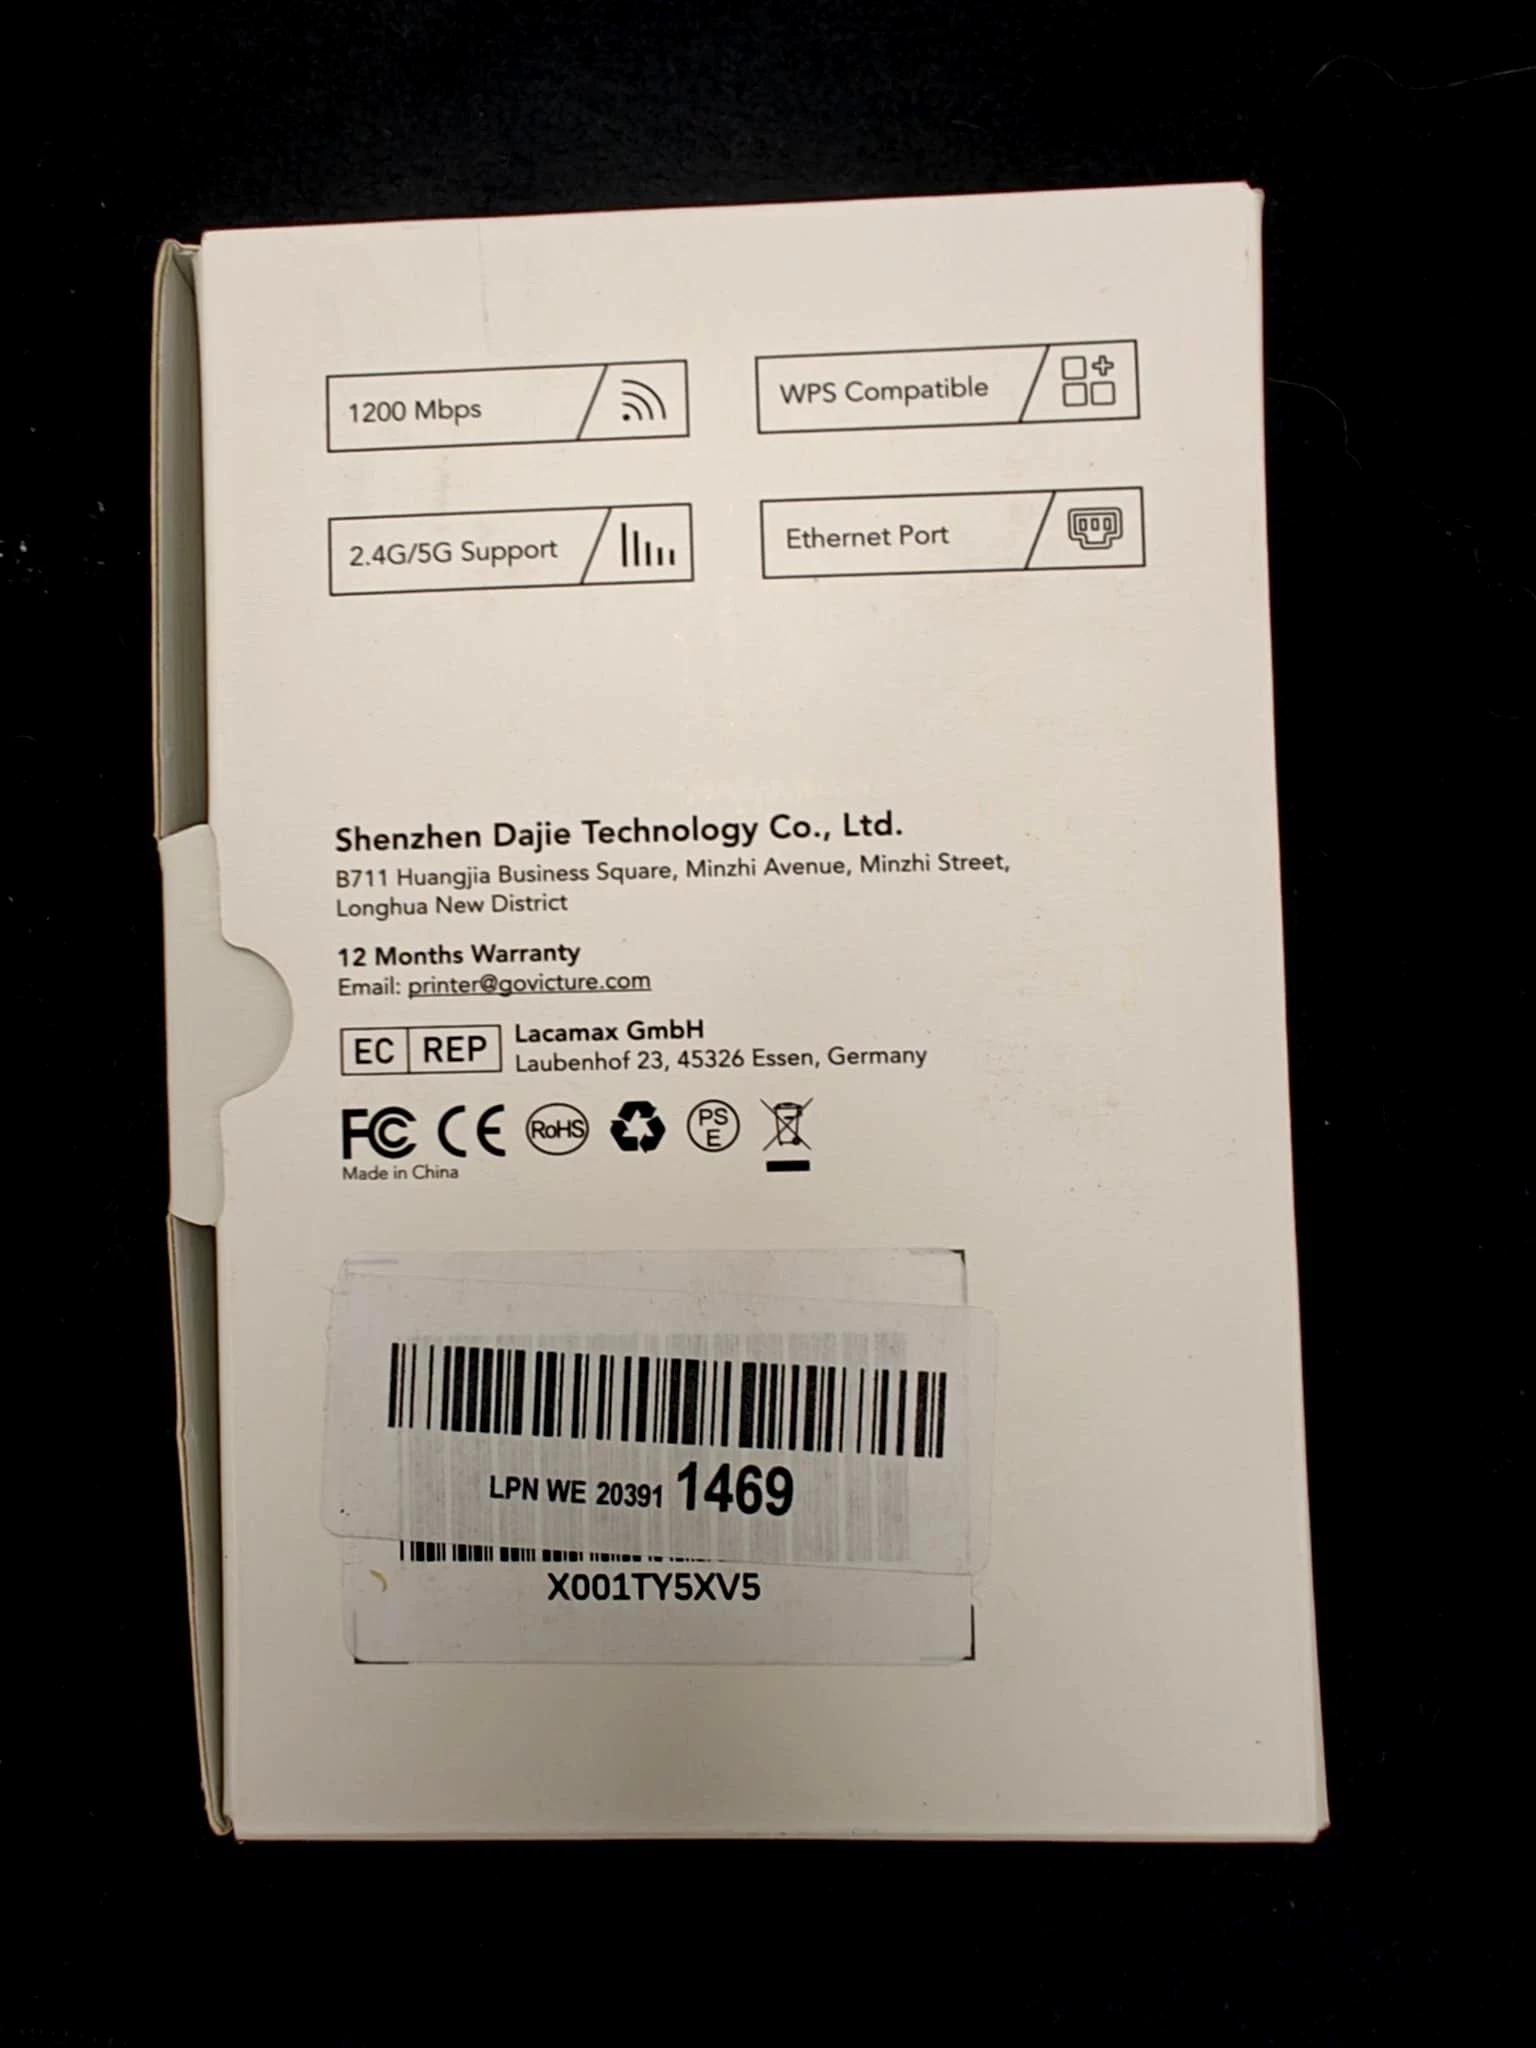 1200 Mbps
WPS Compatible
2.4G/5G Support
Ethernet Port
Shenzhen Dajie Technology Co., Ltd.
B711 Huangjia Business Square, Minzhi Avenue, Minzhi Street,
Longhua New District
12 Months Warranty
Email: printer@govicture.com
EC REP
Lacamax GmbH
Laubenhof 23, 45326 Essen, Germany
FC CE RoHS PS E
Made in China
LPN WE 20391 1469
X001TY5XV5